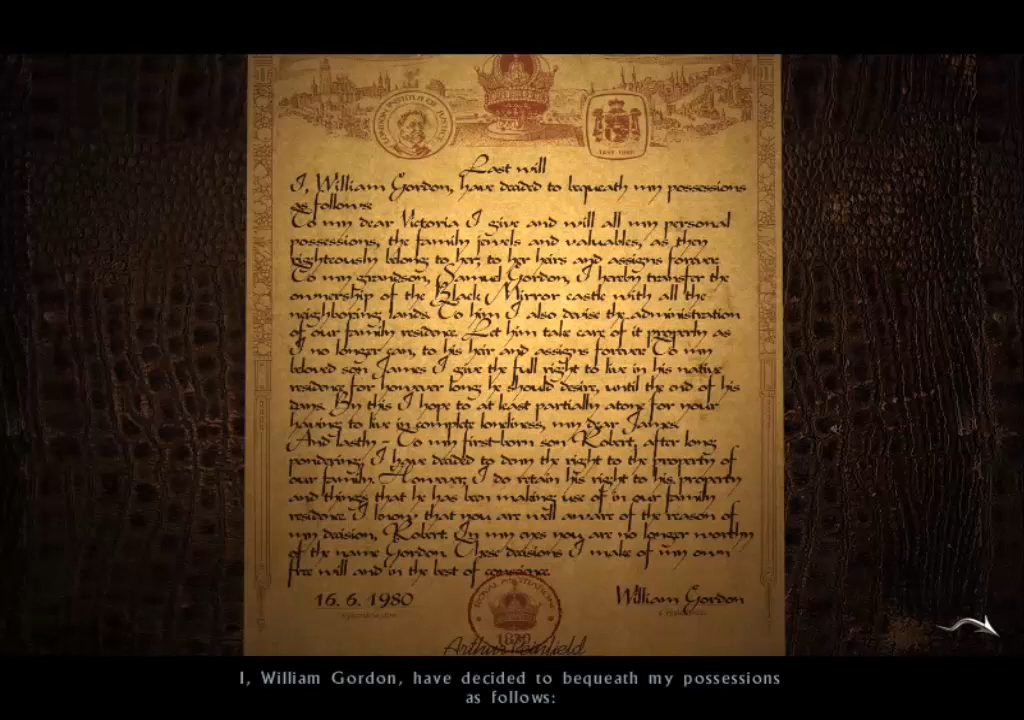 Last will
I, William Gordon, have decided to bequeath my possessions
as follows:
To my dear Victoria I give and will all my personal
possessions, the family jewels and valuables, as they
righteously belong to her, to her heirs and assigns forever.
To my grandson, Samuel Gordon, I hereby transfer the
ownership of the Black Mirror castle with all the
neighboping lands. To him I also devise the administration
of our family residence. Let him take care of it properly as
I no longer can, to his heir and assigns forever. To my
beloved son James I give the full right to live in his native
residence for however long he should desire, until the end of his
days. By this I hope to at least partially atone for your
having to live in complete loneliness, my dear James.
And lastly - To my first-born son Robert, after long
pondering, I have decided to deny the right to the property of
our family. However, I do retain his right to his property
and things that he has been making use of in our family
residence. I know that you are well aware of the reason of
my decision, Robert. In my eyes you are no longer worthy
of the name Gordon. These decisions I make of my own
free will and in the best of conscience.
16. 6. 1980
William Gordon
1820
I, William Gordon, have decided to bequeath my possessions
as follows: